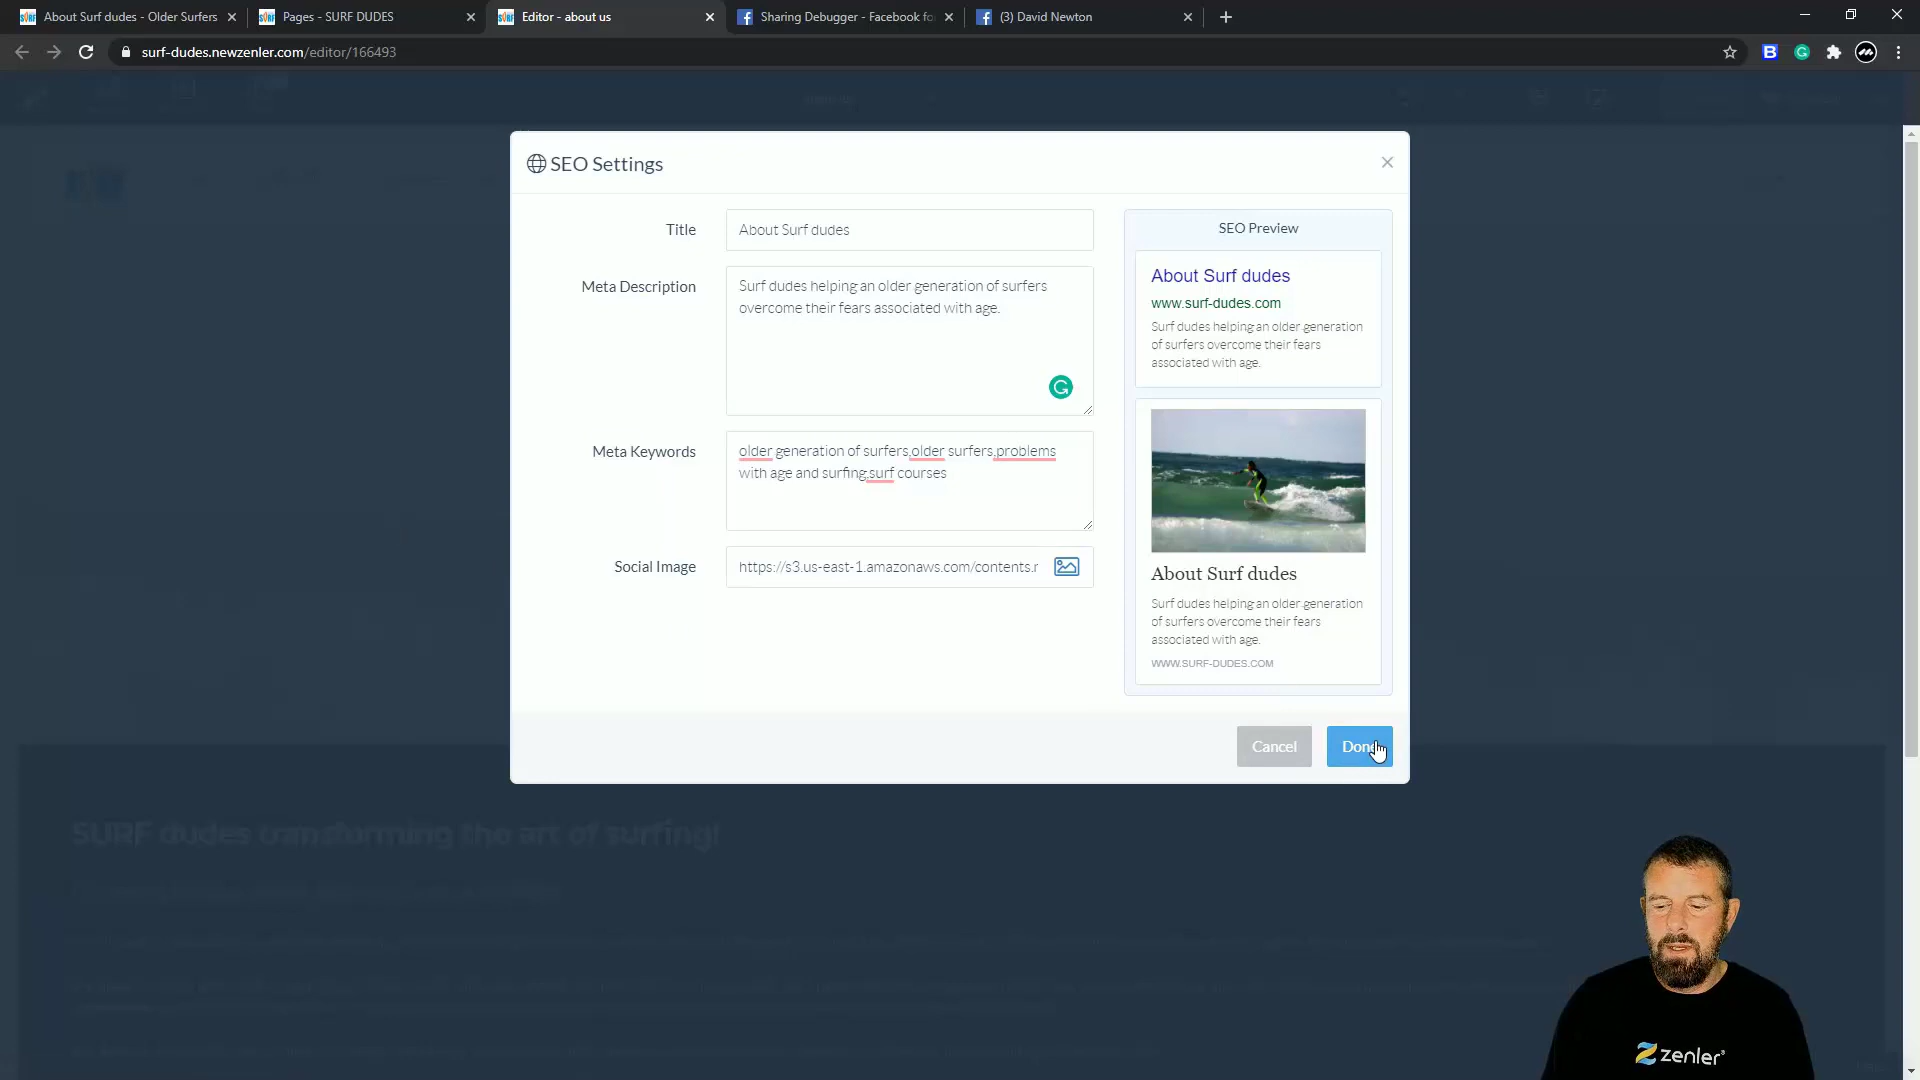 About Surf dudes - Older Surfers
Pages - SURF DUDES
Editor - about us
Sharing Debugger - Facebook fo
(3) David Newton
surf-dudes.newzenler.com/editor/166493
SEO Settings
Title
About Surf dudes
Meta Description
Surf dudes helping an older generation of surfers
overcome their fears associated with age.
Meta Keywords
older generation of surfers,older surfers,problems
with age and surfing,surf courses
Social Image
https://s3.us-east-1.amazonaws.com/contents.r
SEO Preview
About Surf dudes
www.surf-dudes.com
Surf dudes helping an older generation
of surfers overcome their fears
associated with age.
About Surf dudes
Surf dudes helping an older generation
of surfers overcome their fears
associated with age.
WWW.SURF-DUDES.COM
Cancel
Done
SURF dudes transforming the art of surfing!
zenler